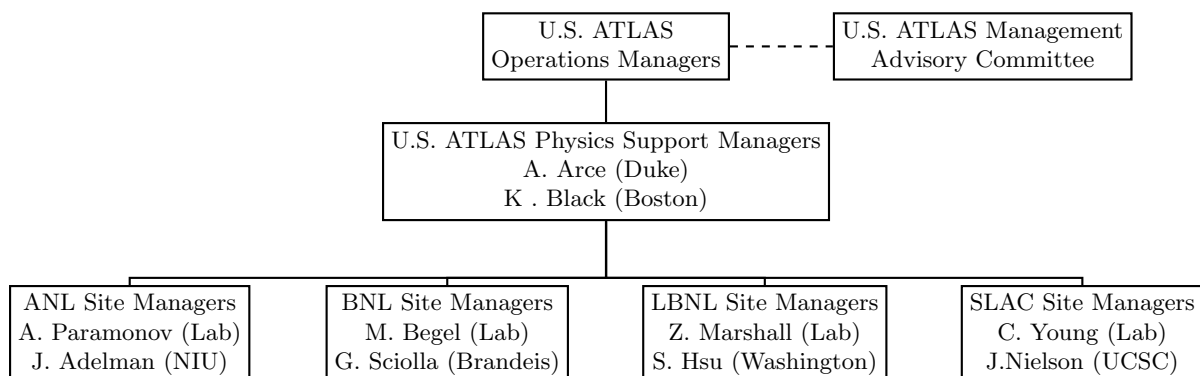 U.S. ATLAS
Operations Managers
U.S. ATLAS Management
Advisory Committee
U.S. ATLAS Physics Support Managers
A. Arce (Duke)
K . Black (Boston)
ANL Site Managers
A. Paramonov (Lab)
J. Adelman (NIU)
BNL Site Managers
M. Begel (Lab)
G. Sciolla (Brandeis)
LBNL Site Managers
Z. Marshall (Lab)
S. Hsu (Washington)
SLAC Site Managers
C. Young (Lab)
J.Nielson (UCSC)